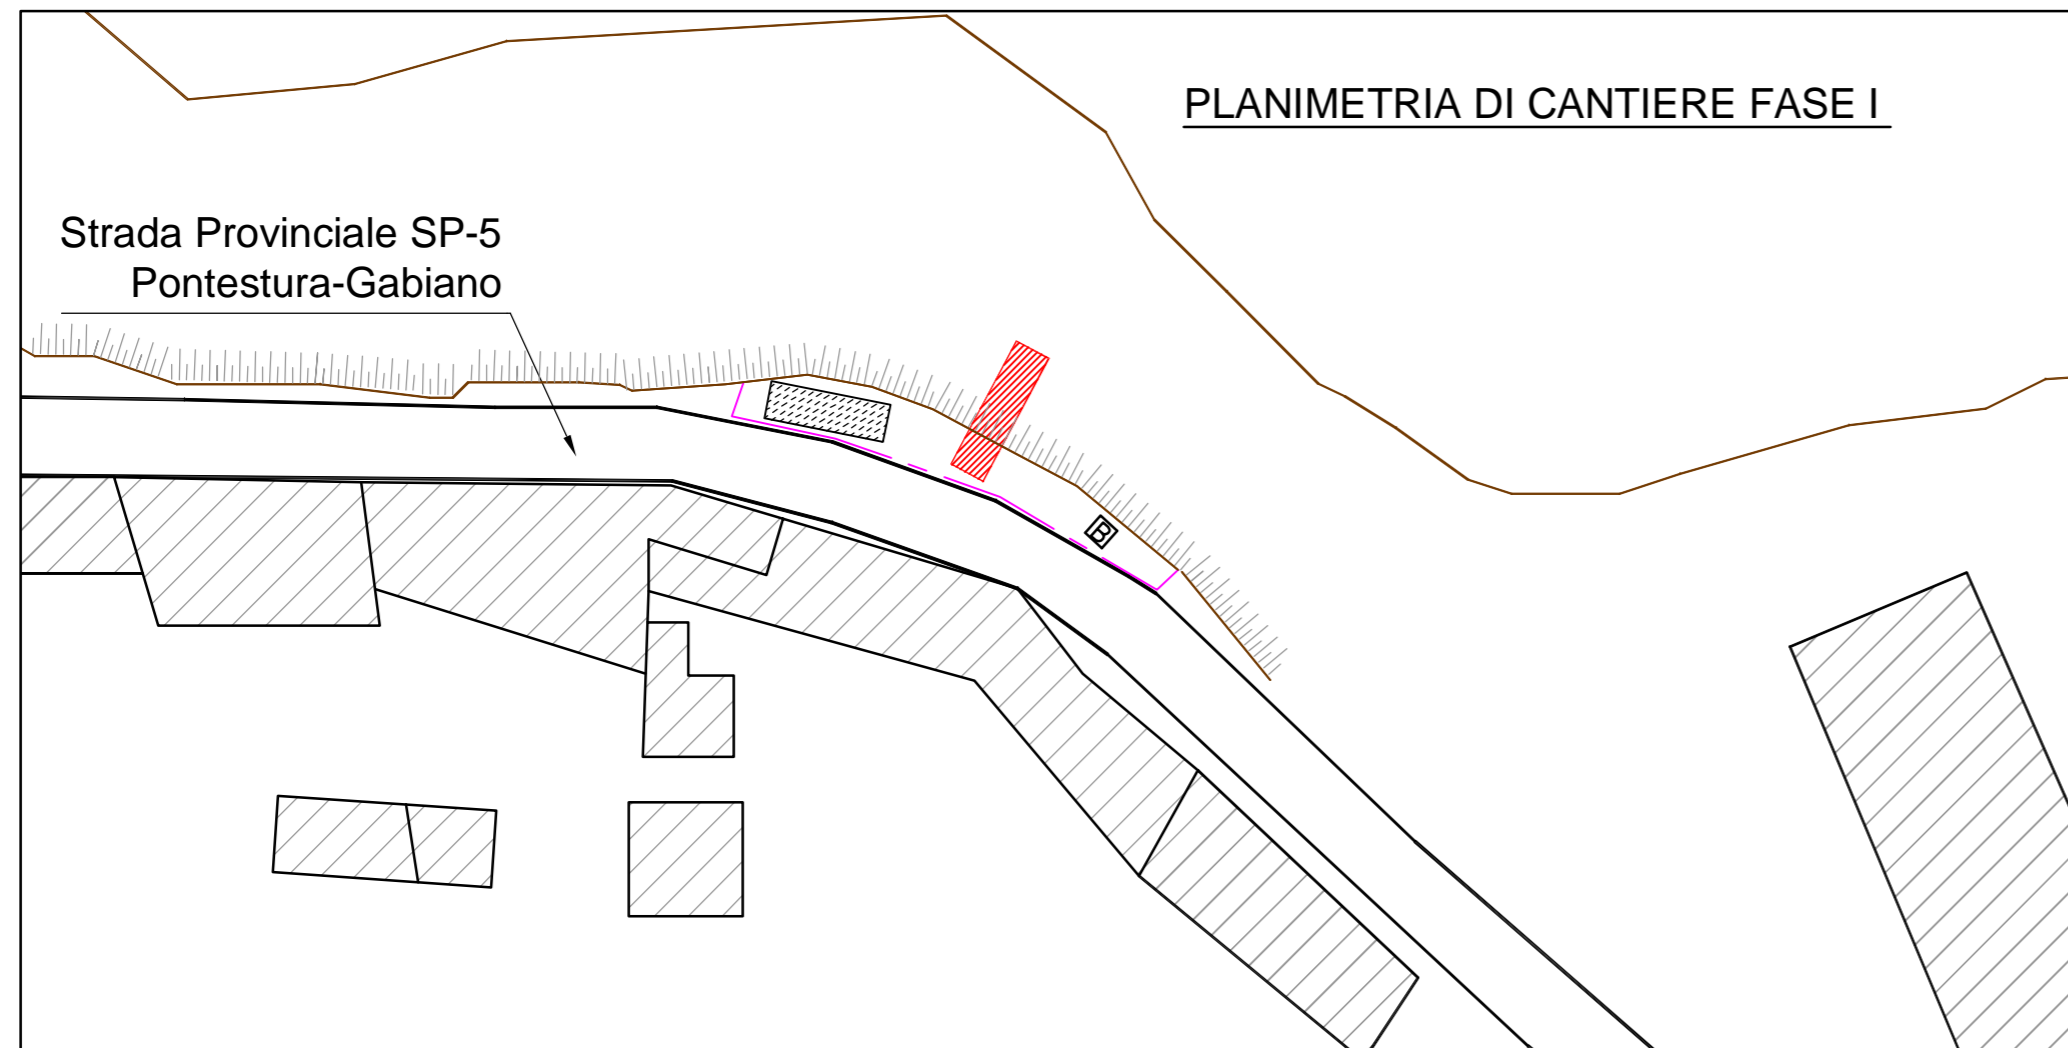 PLANIMETRIA DI CANTIERE FASE I
Strada Provinciale SP-5
Pontestura-Gabiano
B